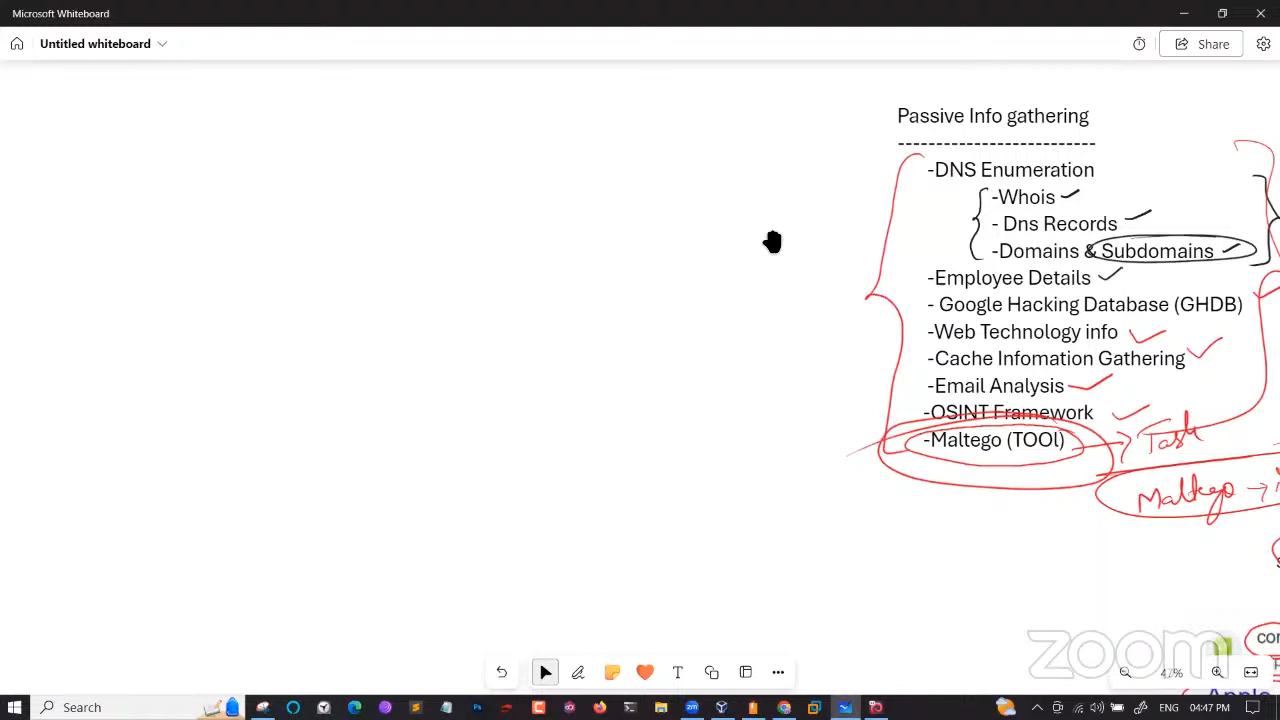 Microsoft Whiteboard
Untitled whiteboard
Share
Passive Info gathering
--------------------------
-DNS Enumeration
-Whois
- Dns Records
-Domains & Subdomains
-Employee Details
- Google Hacking Database (GHDB)
-Web Technology info
-Cache Infomation Gathering
-Email Analysis
-OSINT Framework
-Maltego (TOOl)
Task
Maltego
zoom
47%
Search
ENG 04:47 PM